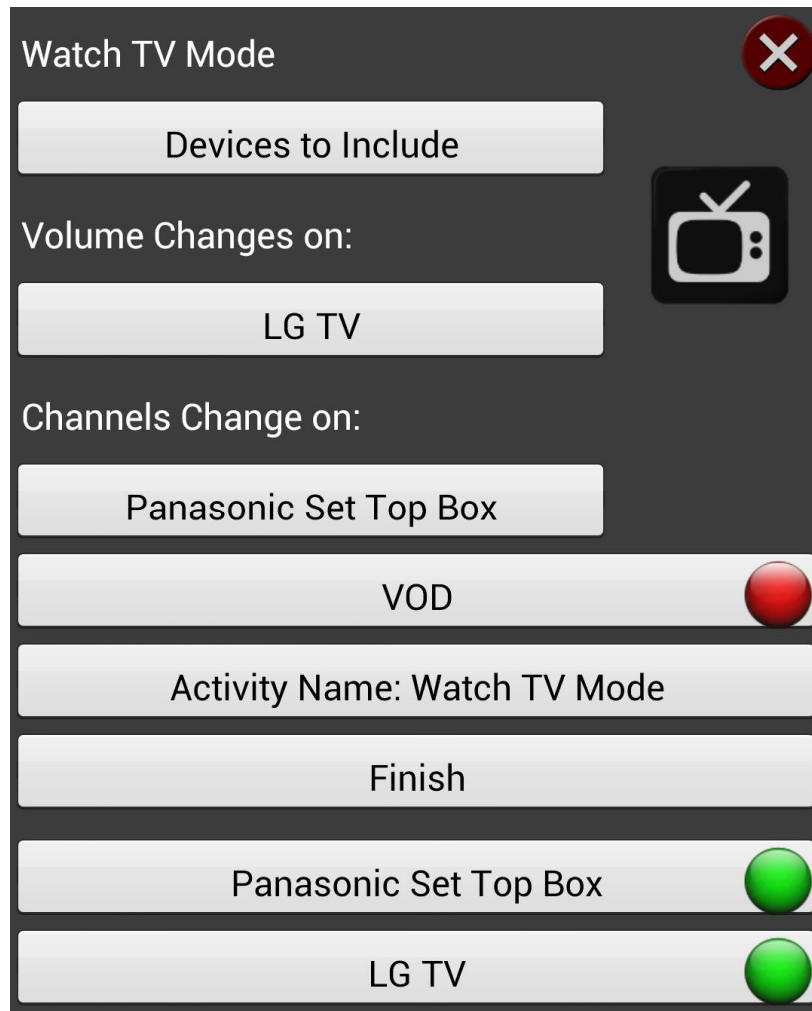 Watch TV Mode
Devices to Include
Volume Changes on:
LG TV
Channels Change on:
Panasonic Set Top Box
VOD
Activity Name: Watch TV Mode
Finish
Panasonic Set Top Box
LG TV